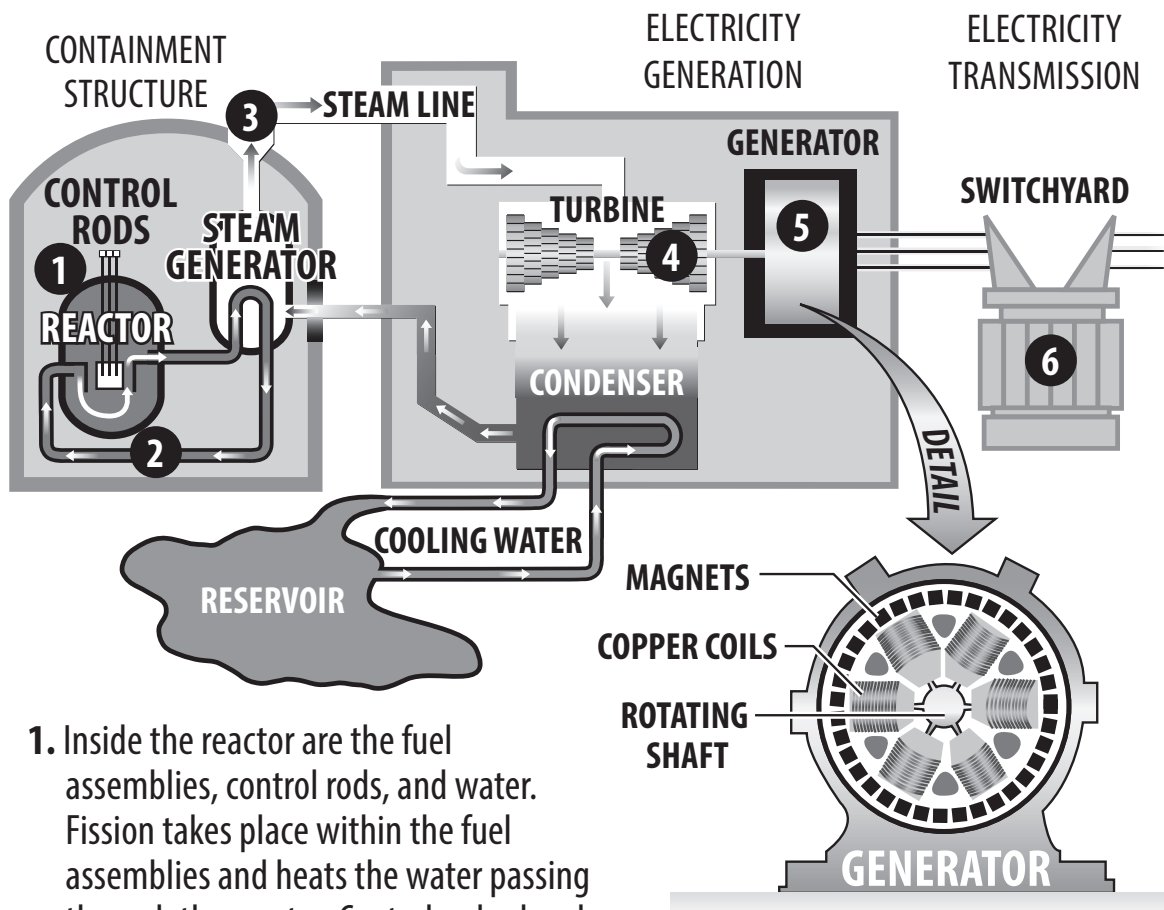 CONTAINMENT
STRUCTURE
ELECTRICITY
GENERATION
ELECTRICITY
TRANSMISSION
3
STEAM LINE
GENERATOR
CONTROL
RODS
STEAM
GENERATOR
TURBINE
SWITCHYARD
1
4
5
REACTOR
6
CONDENSER
2
DETAIL
COOLING WATER
RESERVOIR
MAGNETS
COPPER COILS
ROTATING
SHAFT
GENERATOR
1. Inside the reactor are the fuel
assemblies, control rods, and water.
Fission takes place within the fuel
assemblies and heats the water passing